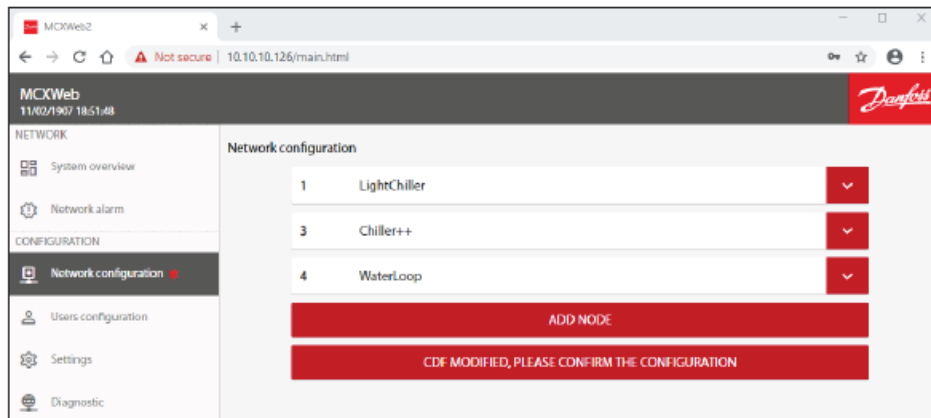 MCXWeb2
Not secure | 10.10.10.126/main.html
MCXWeb
11/02/1907 18:51:48
Danfoss
NETWORK
System overview
Network alarm
CONFIGURATION
Network configuration
Users configuration
Settings
Diagnostic
Network configuration
1 LightChiller
3 Chiller++
4 WaterLoop
ADD NODE
CDF MODIFIED, PLEASE CONFIRM THE CONFIGURATION